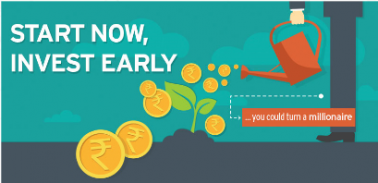 START NOW,
INVEST EARLY
... you could turn a millionaire